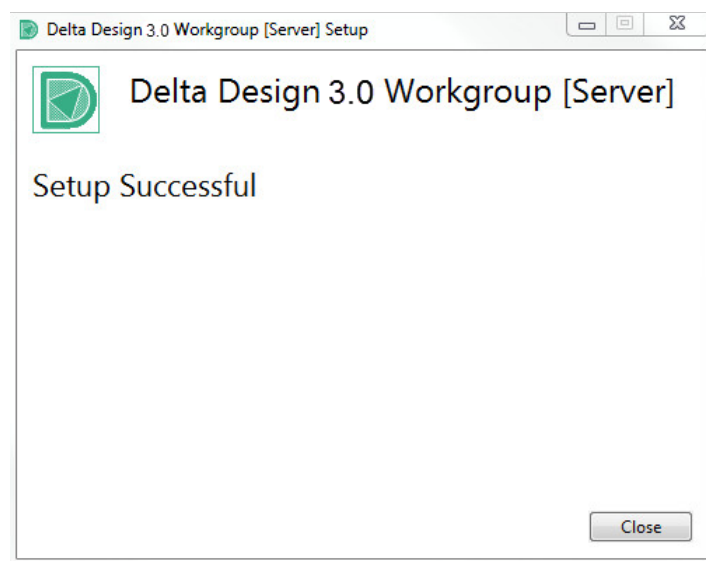 Delta Design 3.0 Workgroup [Server] Setup
Delta Design 3.0 Workgroup [Server]
Setup Successful
Close